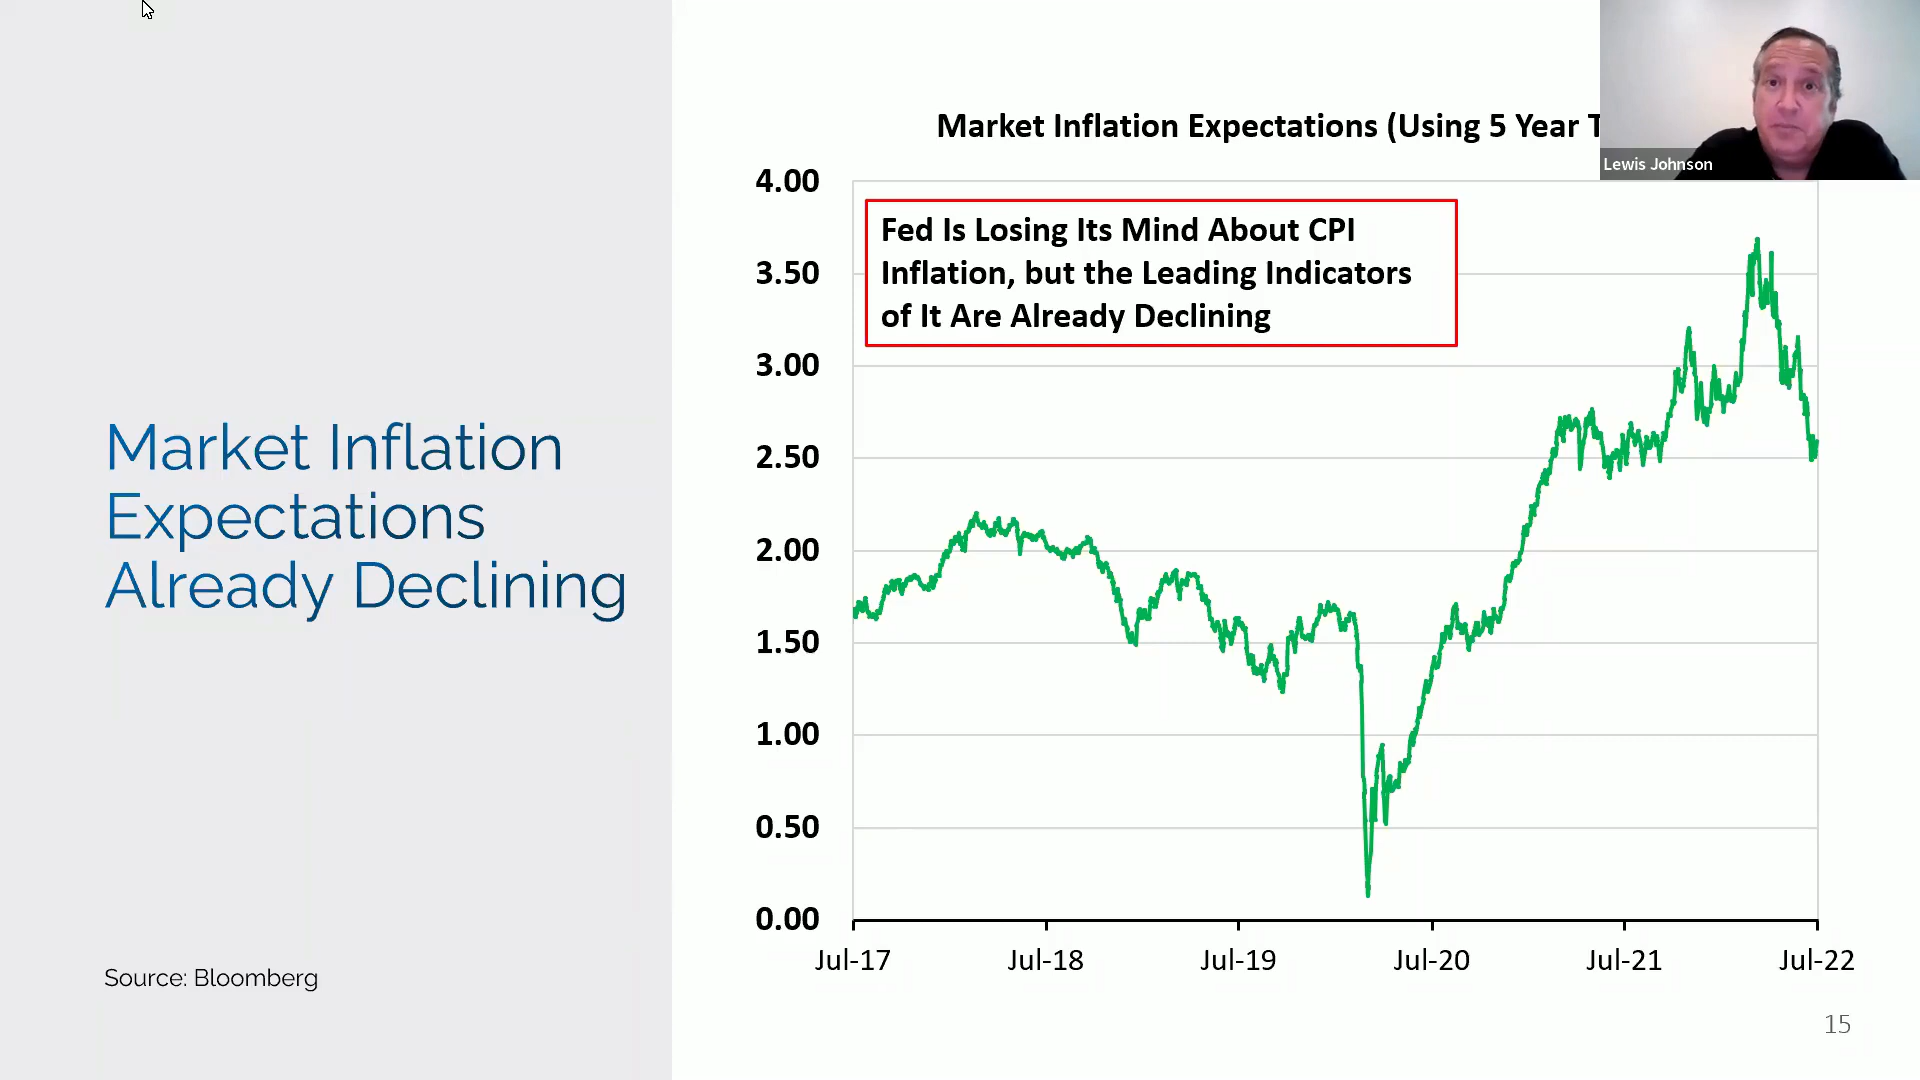 Market Inflation
Expectations
Already Declining
Source: Bloomberg
Market Inflation Expectations (Using 5 Year
Lewis Johnson
Fed Is Losing Its Mind About CPI
Inflation, but the Leading Indicators
of It Are Already Declining
4.00
3.50
3.00
2.50
2.00
1.50
1.00
0.50
0.00
Jul-17 Jul-18 Jul-19 Jul-20 Jul-21 Jul-22
15